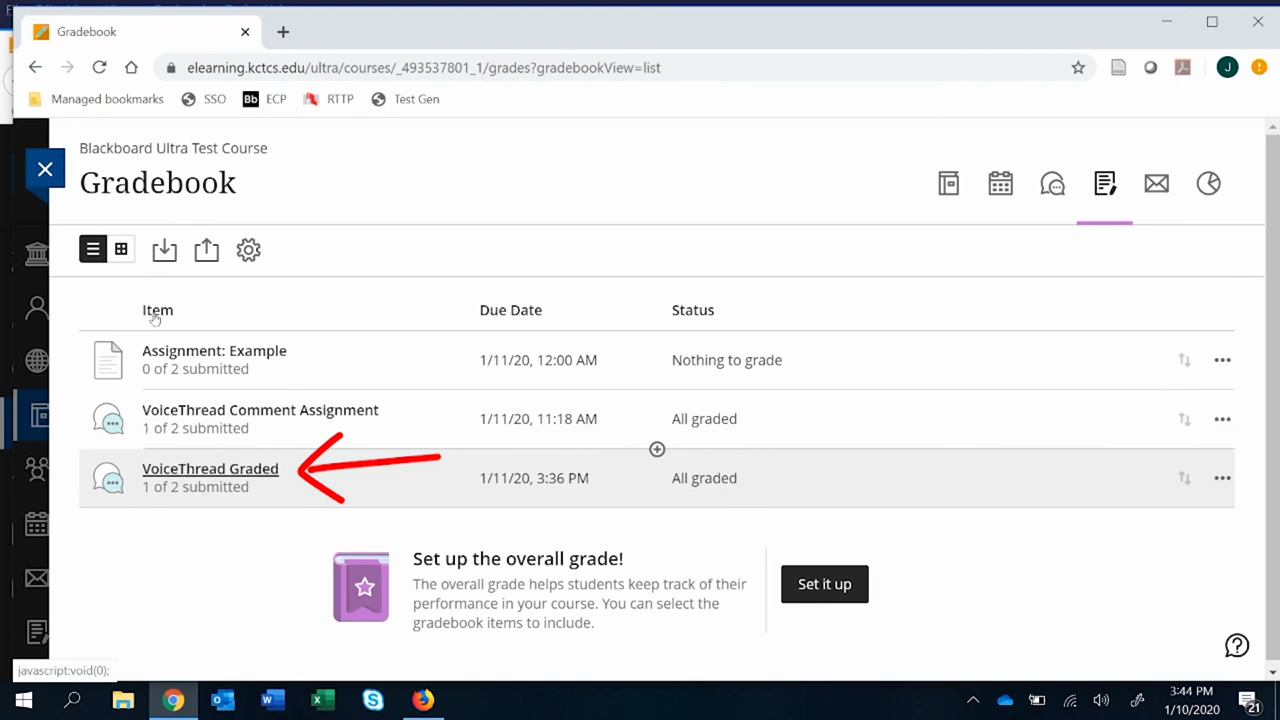 Gradebook
elearning.kctcs.edu/ultra/courses/_493537801_1/grades?gradebookView=list
J
Managed bookmarks SSO Bb ECP RTTP Test Gen
Blackboard Ultra Test Course
Gradebook
Item Due Date Status
Assignment: Example
0 of 2 submitted
1/11/20, 12:00 AM
Nothing to grade
VoiceThread Comment Assignment
1 of 2 submitted
1/11/20, 11:18 AM
All graded
VoiceThread Graded
1 of 2 submitted
1/11/20, 3:36 PM
All graded
Set up the overall grade!
The overall grade helps students keep track of their
performance in your course. You can select the
gradebook items to include.
Set it up
javascript:void(0);
3:44 PM
1/10/2020
21